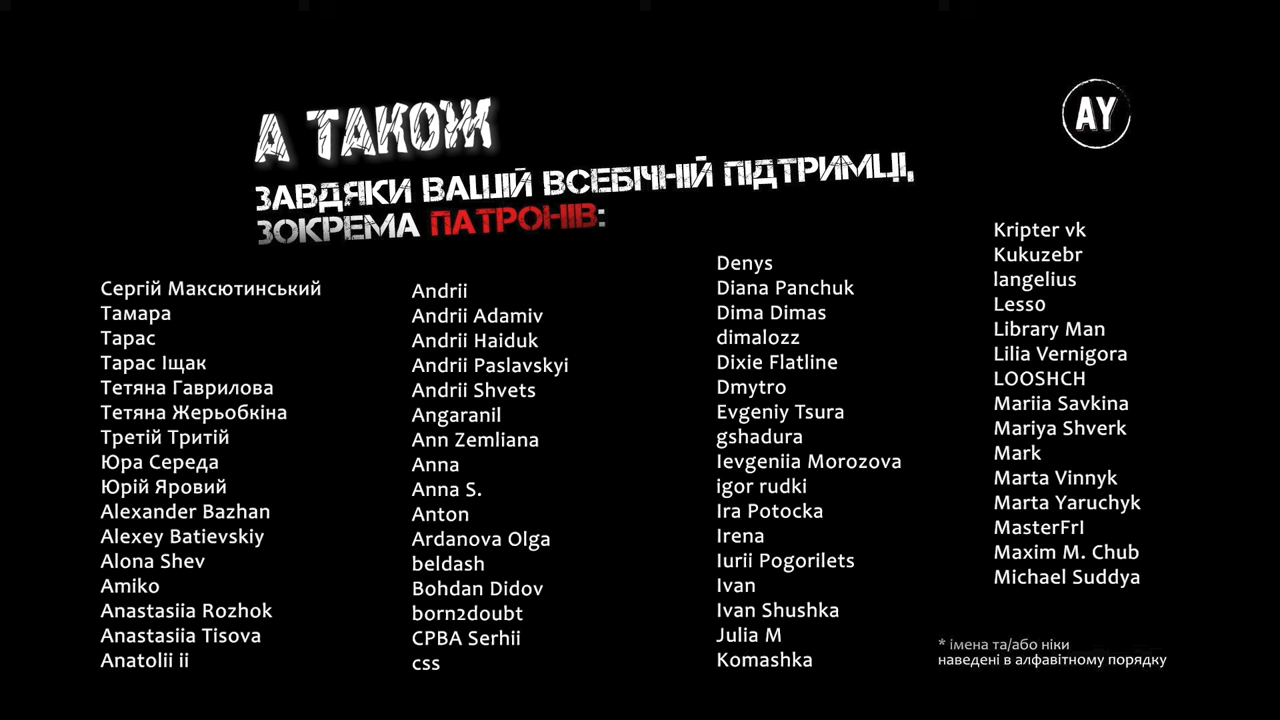 А ТАКОЖ
AY
ЗАВДЯКИ ВАШІЙ ВСЕБІЧНІЙ ПІДТРИМЦІ,
ЗОКРЕМА ПАТРОНІВ:
Сергій Максютинський
Тамара
Тарас
Тарас Іщак
Тетяна Гаврилова
Тетяна Жерьобкіна
Третій Тритій
Юра Середа
Юрій Яровий
Alexander Bazhan
Alexey Batievskiy
Alona Shev
Amiko
Anastasiia Rozhok
Anastasiia Tisova
Anatolii ii
Andrii
Andrii Adamiv
Andrii Haiduk
Andrii Paslavskyi
Andrii Shvets
Angaranil
Ann Zemliana
Anna
Anna S.
Anton
Ardanova Olga
beldash
Bohdan Didov
born2doubt
CPBA Serhii
css
Denys
Diana Panchuk
Dima Dimas
dimalozz
Dixie Flatline
Dmytro
Evgeniy Tsura
gshadura
Ievgeniia Morozova
igor rudki
Ira Potocka
Irena
Iurii Pogorilets
Ivan
Ivan Shushka
Julia M
Komashka
Kripter vk
Kukuzebr
langelius
Less0
Library Man
Lilia Vernigora
LOOSHCH
Mariia Savkina
Mariya Shverk
Mark
Marta Vinnyk
Marta Yaruchyk
MasterFrI
Maxim M. Chub
Michael Suddya
* імена та/або ніки
наведені в алфавітному порядку